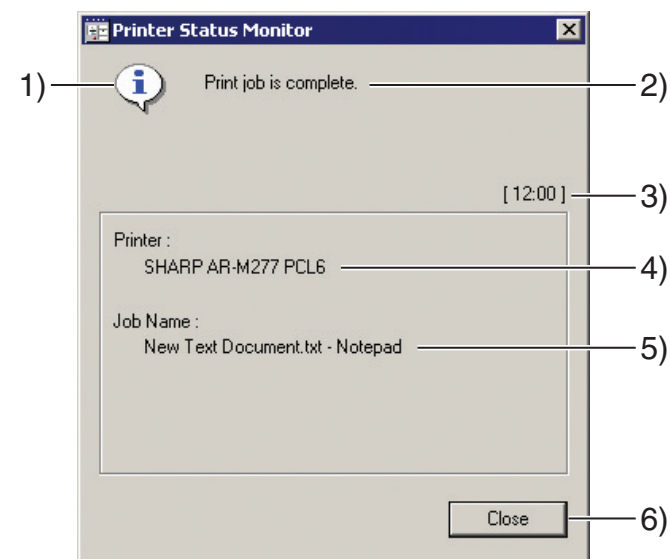 Printer Status Monitor
1)
Print job is complete.
2)
[ 12:00 ]
3)
Printer :
SHARP AR-M277 PCL6
4)
Job Name :
New Text Document.txt - Notepad
5)
Close
6)